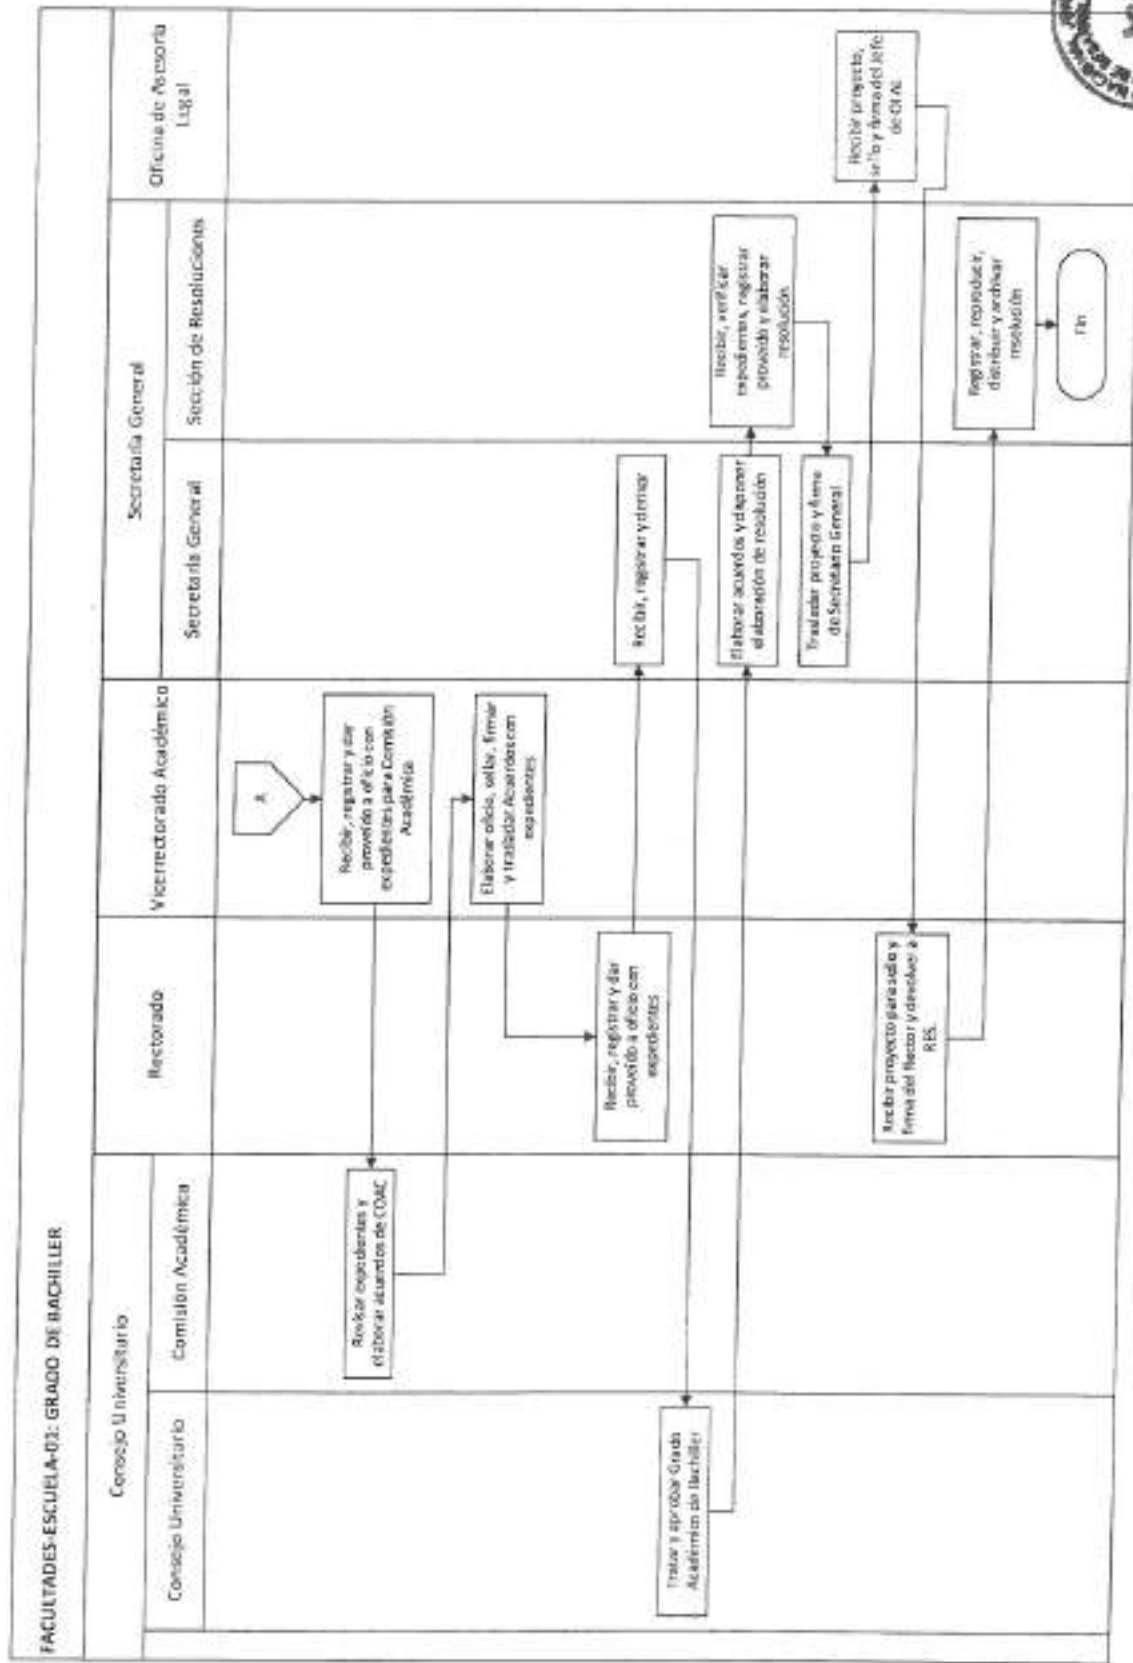 FACULTADES-ESCUELA-01: GRADO DE BACHILLER
Consejo Universitario
Rectorado
Vicerrectorado Académico
Secretaría General
Oficina de Asesoría
Legal
Consejo Universitario
Comisión Académica
Secretaría General
Sección de Resoluciones
A
Recibir, registrar y dar
proveído a oficio con
expedientes para Comisión
Académica
Revisar expedientes y
elaborar acuerdos de COAC
Elaborar oficio, sellar, firmar
y trasladar Acuerdos con
expedientes
Recibir, registrar y dar
proveído a oficio con
expedientes
Recibir, registrar y derivar
Tratar y aprobar Grado
Académico de Bachiller
Elaborar acuerdos y disponer
elaboración de resolución
Recibir, verificar
expedientes, registrar
proveído y elaborar
resolución
Trasladar proyecto y firma
de Secretario General
Recibir proyecto,
sello y firma del Jefe
de OFAL
Recibir proyecto para sello y
firma del Rector y devolver a
RES.
Registrar, reproducir,
distribuir y archivar
resolución
Fin